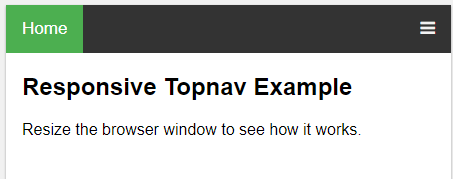 Home
Responsive Topnav Example
Resize the browser window to see how it works.